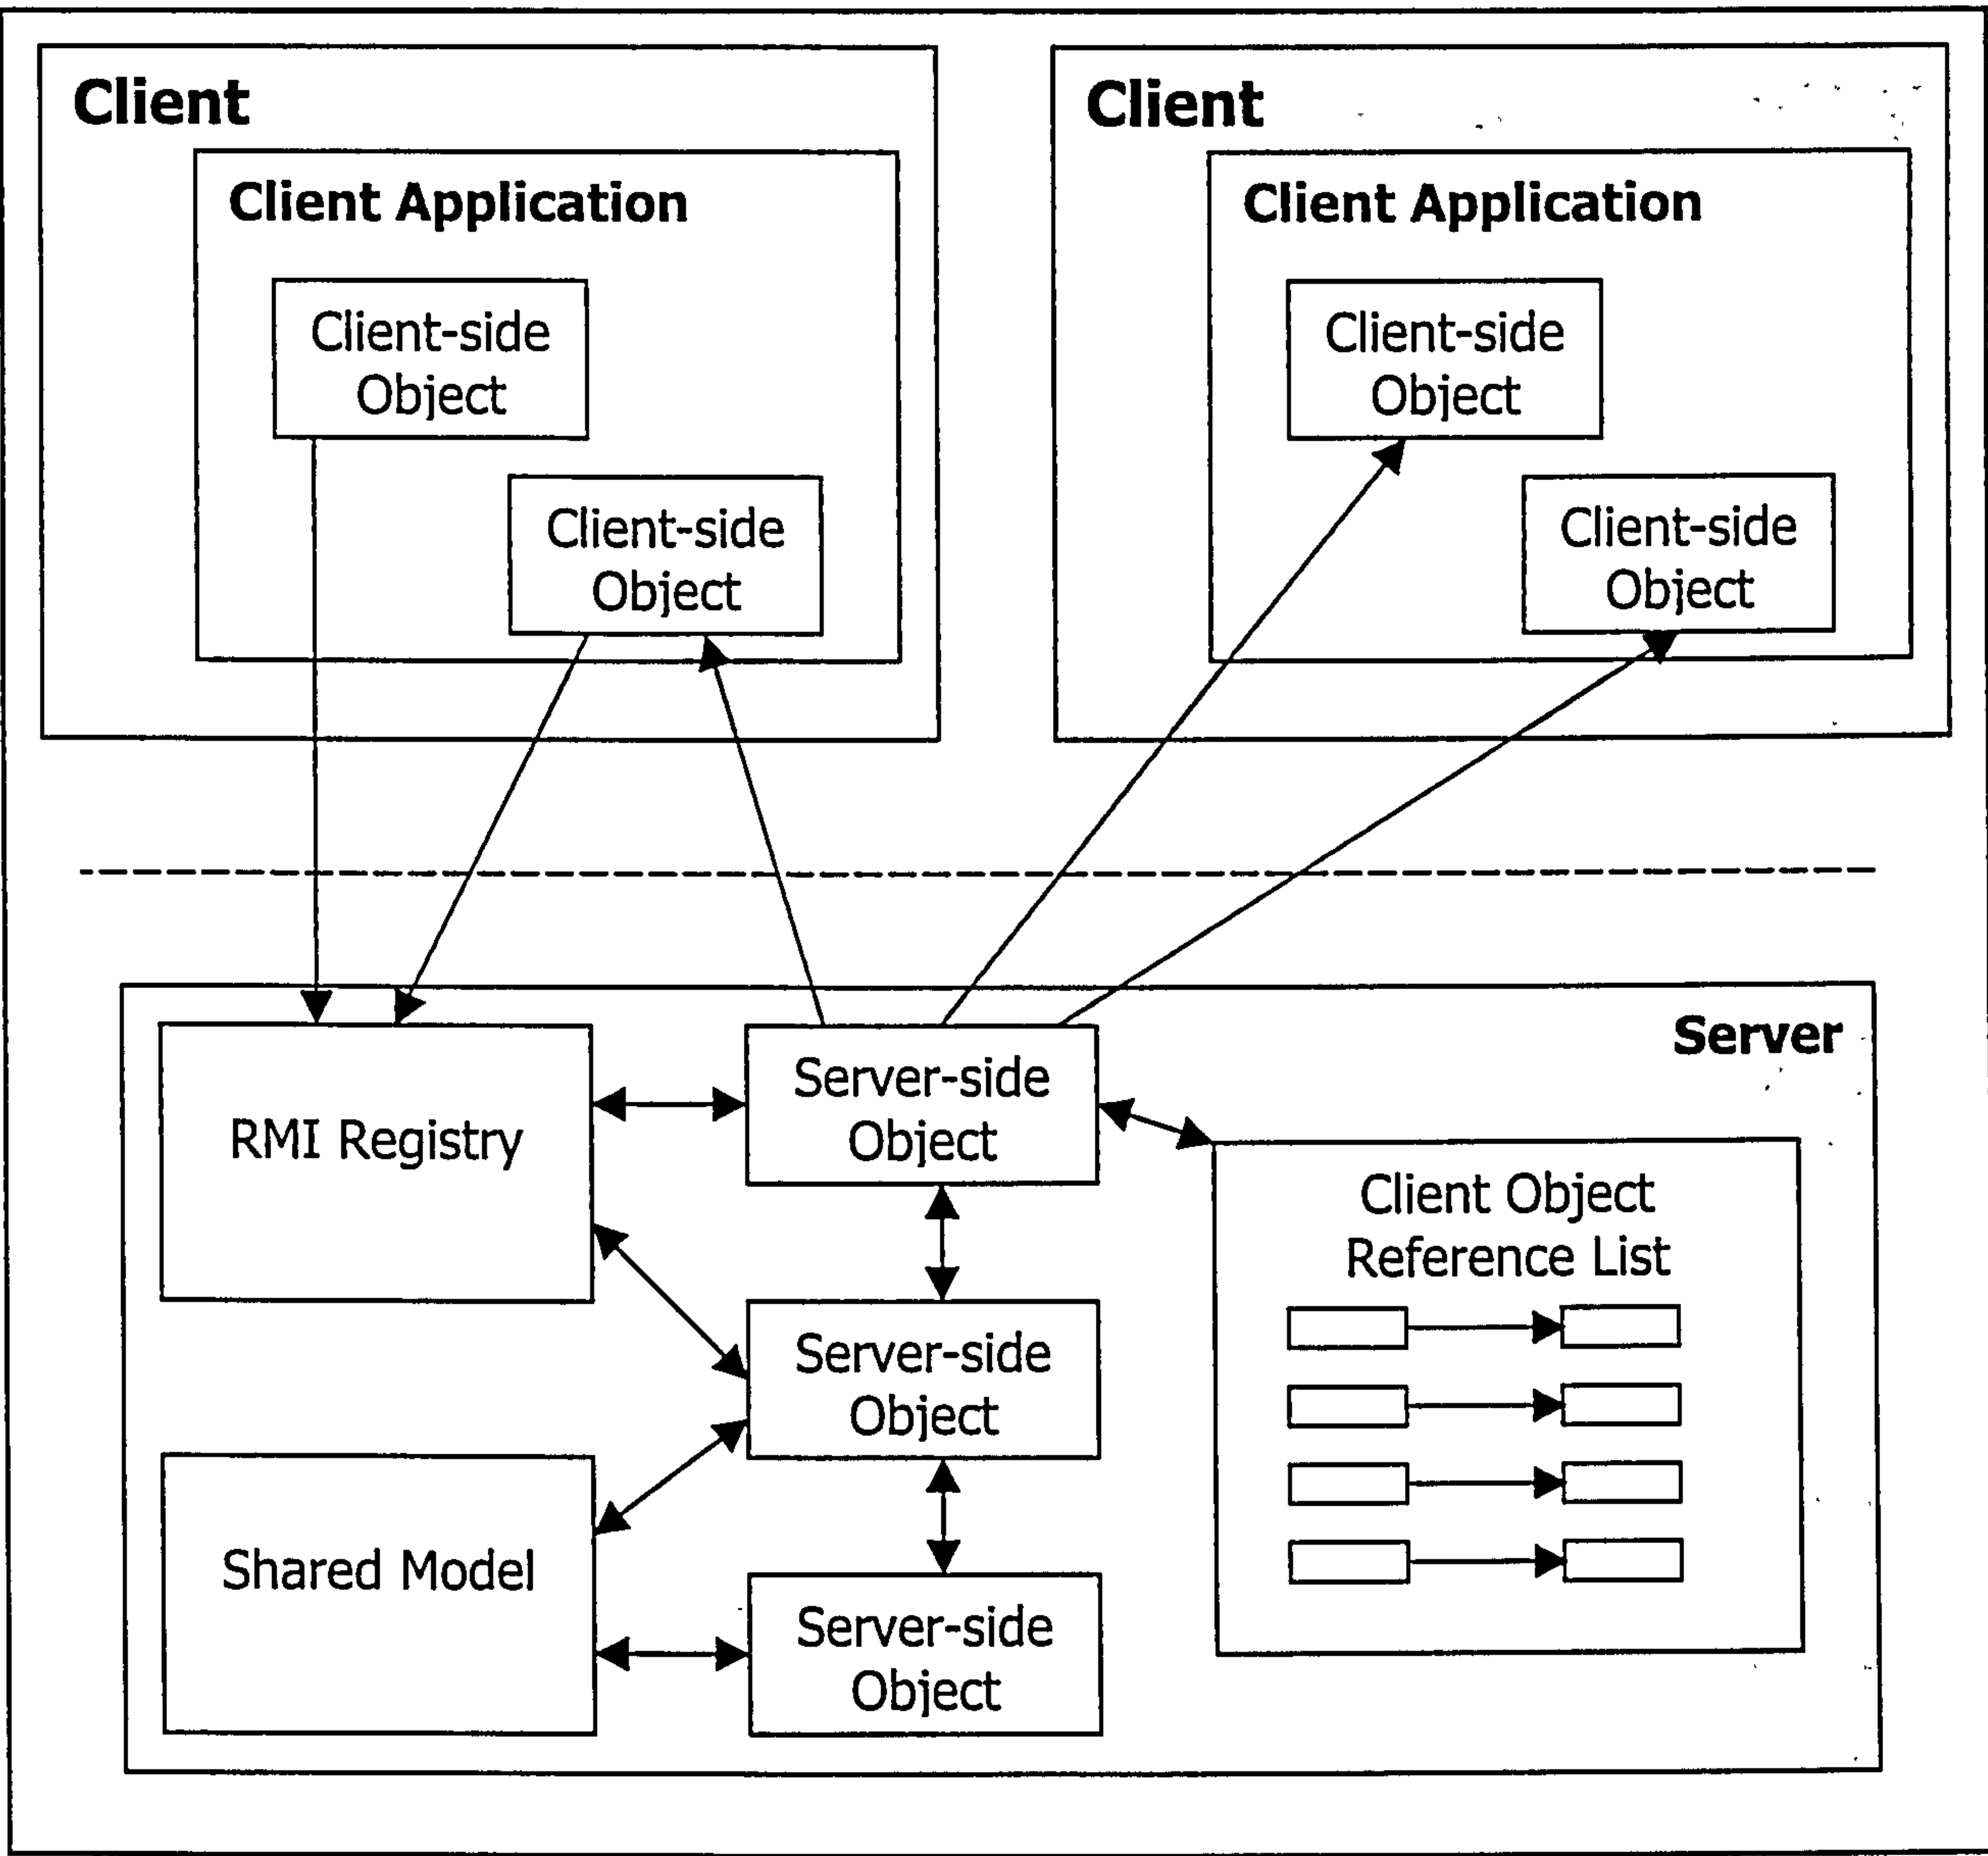 Client
Client Application
Client-side
Object
Client-side
Object
Client
Client Application
Client-side
Object
Client-side
Object
Server
RMI Registry
Server-side
Object
Client Object
Reference List
Server-side
Object
Shared Model
Server-side
Object